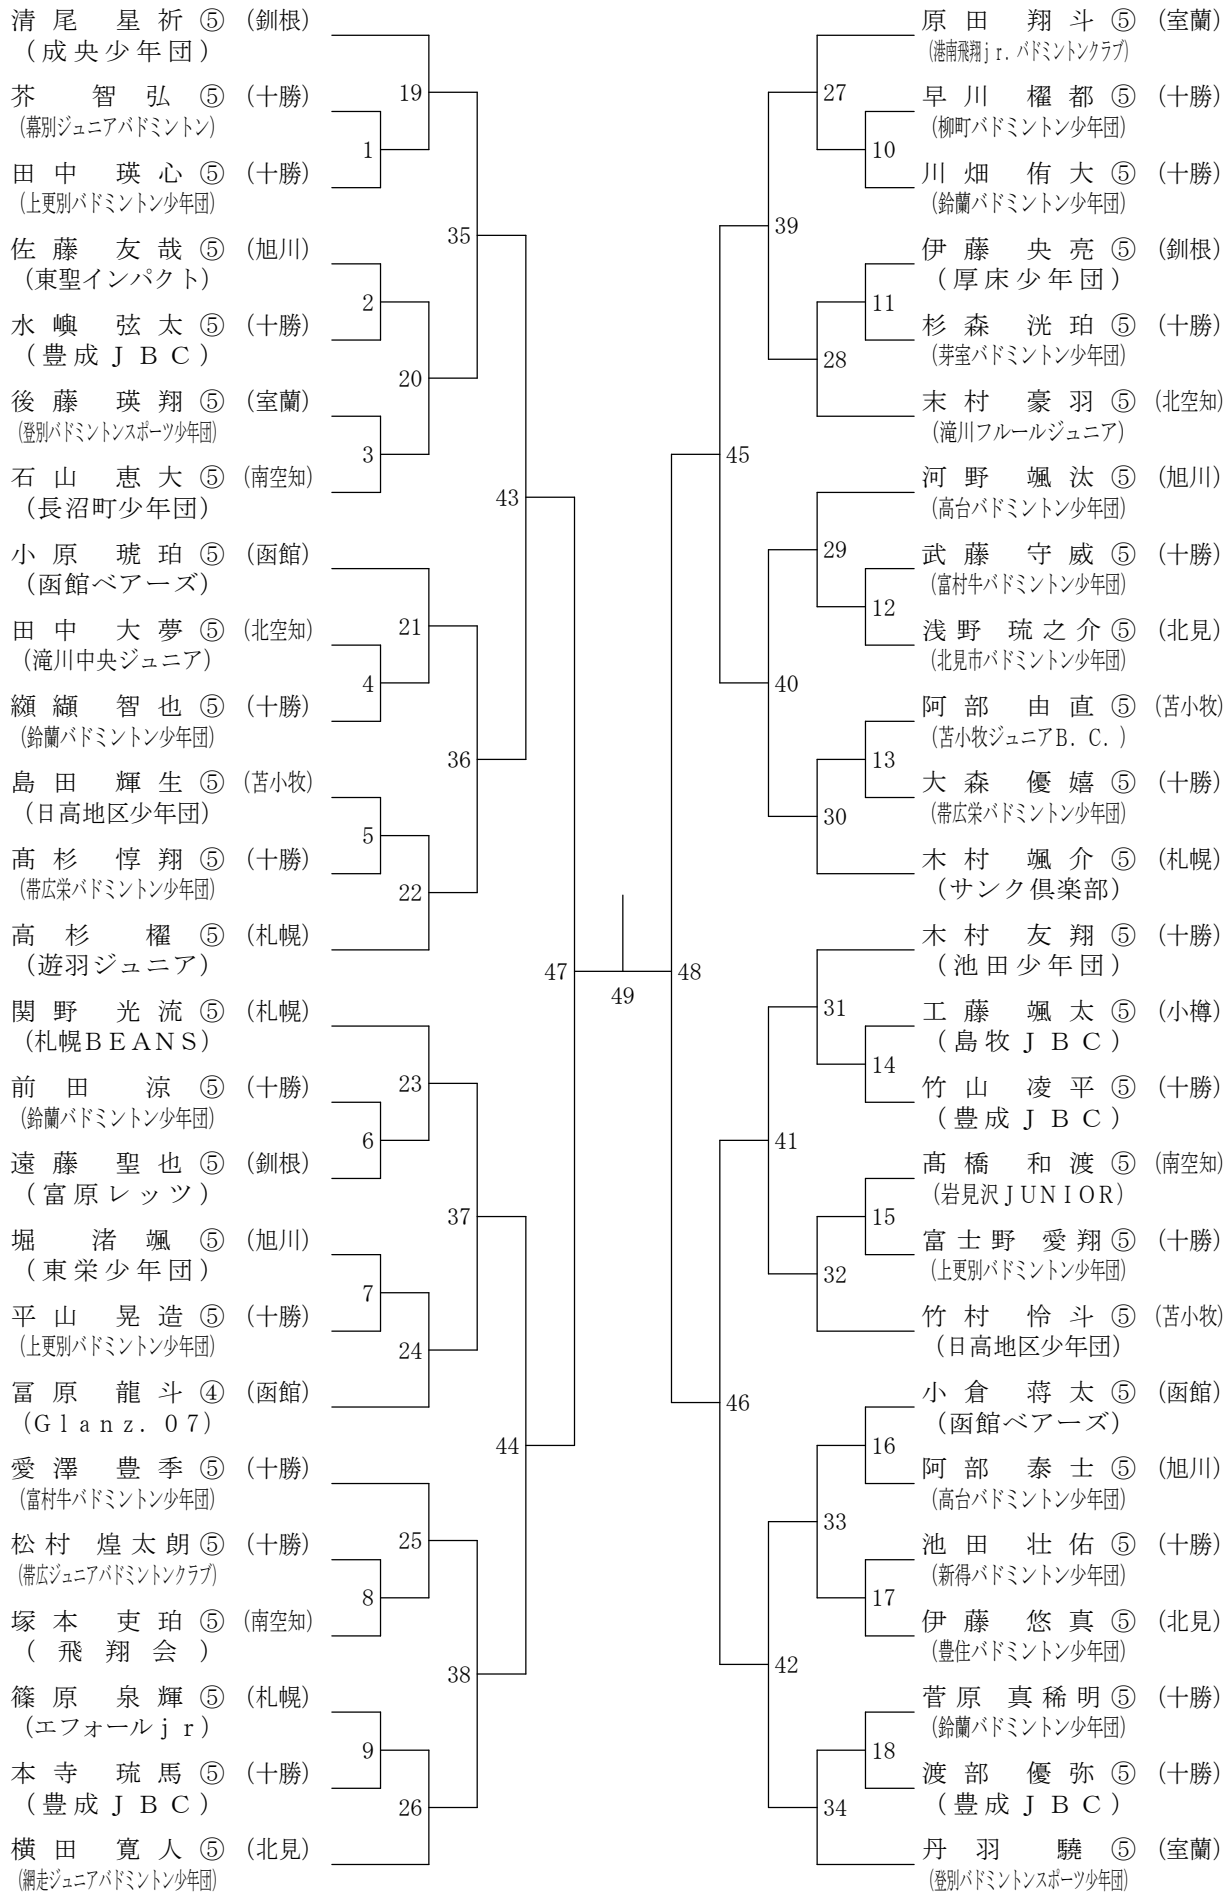 清尾 星祈 ⑤ (釧根)
(成央少年団)
芥 智弘 ⑤ (十勝)
(幕別ジュニアバドミントン)
田中 瑛心 ⑤ (十勝)
(上更別バドミントン少年団)
佐藤 友哉 ⑤ (旭川)
(東聖インパクト)
水嶼 弦太 ⑤ (十勝)
(豊成ＪＢＣ)
後藤 瑛翔 ⑤ (室蘭)
(登別バドミントンスポーツ少年団)
石山 恵大 ⑤ (南空知)
(長沼町少年団)
小原 琥珀 ⑤ (函館)
(函館ベアーズ)
田中 大夢 ⑤ (北空知)
(滝川中央ジュニア)
纐纈 智也 ⑤ (十勝)
(鈴蘭バドミントン少年団)
島田 輝生 ⑤ (苫小牧)
(日高地区少年団)
髙杉 惇翔 ⑤ (十勝)
(帯広栄バドミントン少年団)
高杉 櫂 ⑤ (札幌)
(遊羽ジュニア)
関野 光流 ⑤ (札幌)
(札幌ＢＥＡＮＳ)
前田 涼 ⑤ (十勝)
(鈴蘭バドミントン少年団)
遠藤 聖也 ⑤ (釧根)
(富原レッツ)
堀 渚颯 ⑤ (旭川)
(東栄少年団)
平山 晃造 ⑤ (十勝)
(上更別バドミントン少年団)
冨原 龍斗 ④ (函館)
(Ｇｌａｎｚ．０７)
愛澤 豊季 ⑤ (十勝)
(富村牛バドミントン少年団)
松村 煌太朗 ⑤ (十勝)
(帯広ジュニアバドミントンクラブ)
塚本 吏珀 ⑤ (南空知)
(飛翔会)
篠原 泉輝 ⑤ (札幌)
(エフォールｊｒ)
本寺 琉馬 ⑤ (十勝)
(豊成ＪＢＣ)
横田 寛人 ⑤ (北見)
(網走ジュニアバドミントン少年団)
19
1
35
2
20
3
43
21
4
36
5
22
47
23
6
37
7
24
44
25
8
38
9
26
49
48
27
10
39
11
28
45
29
12
40
13
30
31
14
41
15
32
46
16
33
17
42
18
34
原田 翔斗 ⑤ (室蘭)
(港南飛翔ｊｒ．バドミントンクラブ)
早川 櫂都 ⑤ (十勝)
(柳町バドミントン少年団)
川畑 侑大 ⑤ (十勝)
(鈴蘭バドミントン少年団)
伊藤 央亮 ⑤ (釧根)
(厚床少年団)
杉森 洸珀 ⑤ (十勝)
(芽室バドミントン少年団)
末村 豪羽 ⑤ (北空知)
(滝川フルールジュニア)
河野 颯汰 ⑤ (旭川)
(高台バドミントン少年団)
武藤 守威 ⑤ (十勝)
(富村牛バドミントン少年団)
浅野 琉之介 ⑤ (北見)
(北見市バドミントン少年団)
阿部 由直 ⑤ (苫小牧)
(苫小牧ジュニアＢ．Ｃ．)
大森 優嬉 ⑤ (十勝)
(帯広栄バドミントン少年団)
木村 颯介 ⑤ (札幌)
(サンク倶楽部)
木村 友翔 ⑤ (十勝)
(池田少年団)
工藤 颯太 ⑤ (小樽)
(島牧ＪＢＣ)
竹山 凌平 ⑤ (十勝)
(豊成ＪＢＣ)
髙橋 和渡 ⑤ (南空知)
(岩見沢ＪＵＮＩＯＲ)
富士野 愛翔 ⑤ (十勝)
(上更別バドミントン少年団)
竹村 怜斗 ⑤ (苫小牧)
(日高地区少年団)
小倉 蒋太 ⑤ (函館)
(函館ベアーズ)
阿部 泰士 ⑤ (旭川)
(高台バドミントン少年団)
池田 壮佑 ⑤ (十勝)
(新得バドミントン少年団)
伊藤 悠真 ⑤ (北見)
(豊住バドミントン少年団)
菅原 真稀明 ⑤ (十勝)
(鈴蘭バドミントン少年団)
渡部 優弥 ⑤ (十勝)
(豊成ＪＢＣ)
丹羽 驍 ⑤ (室蘭)
(登別バドミントンスポーツ少年団)